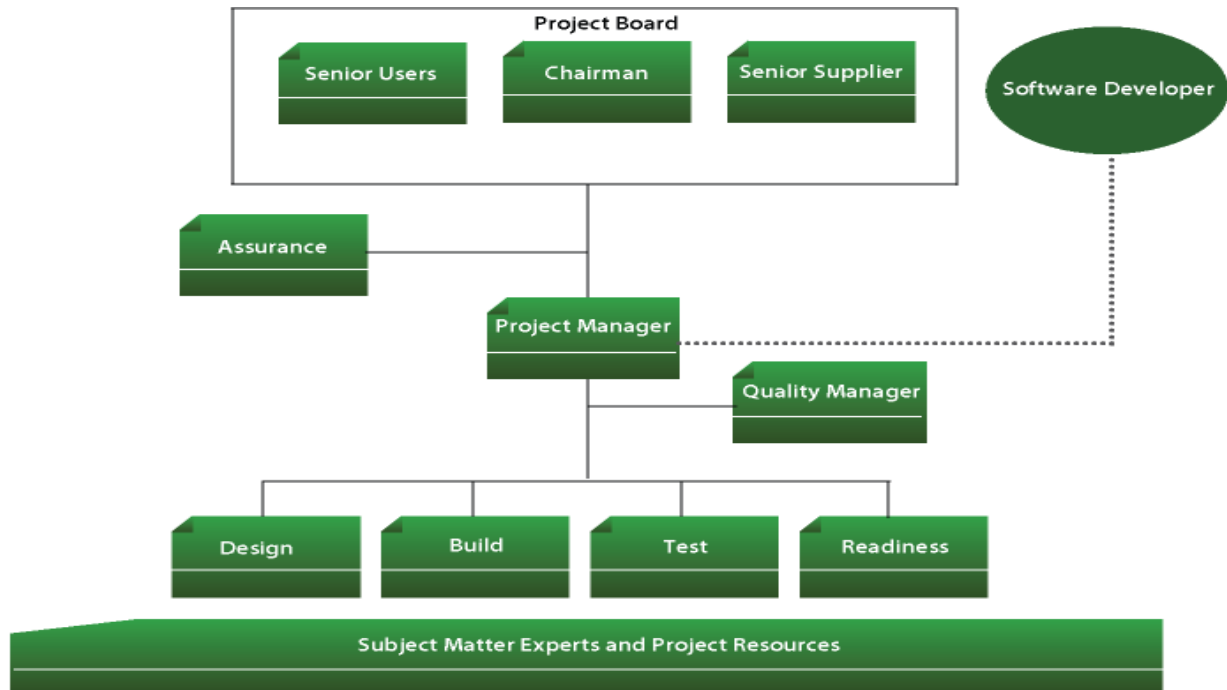 Project Board
Senior Users
Chairman
Senior Supplier
Software Developer
Assurance
Project Manager
Quality Manager
Design
Build
Test
Readiness
Subject Matter Experts and Project Resources